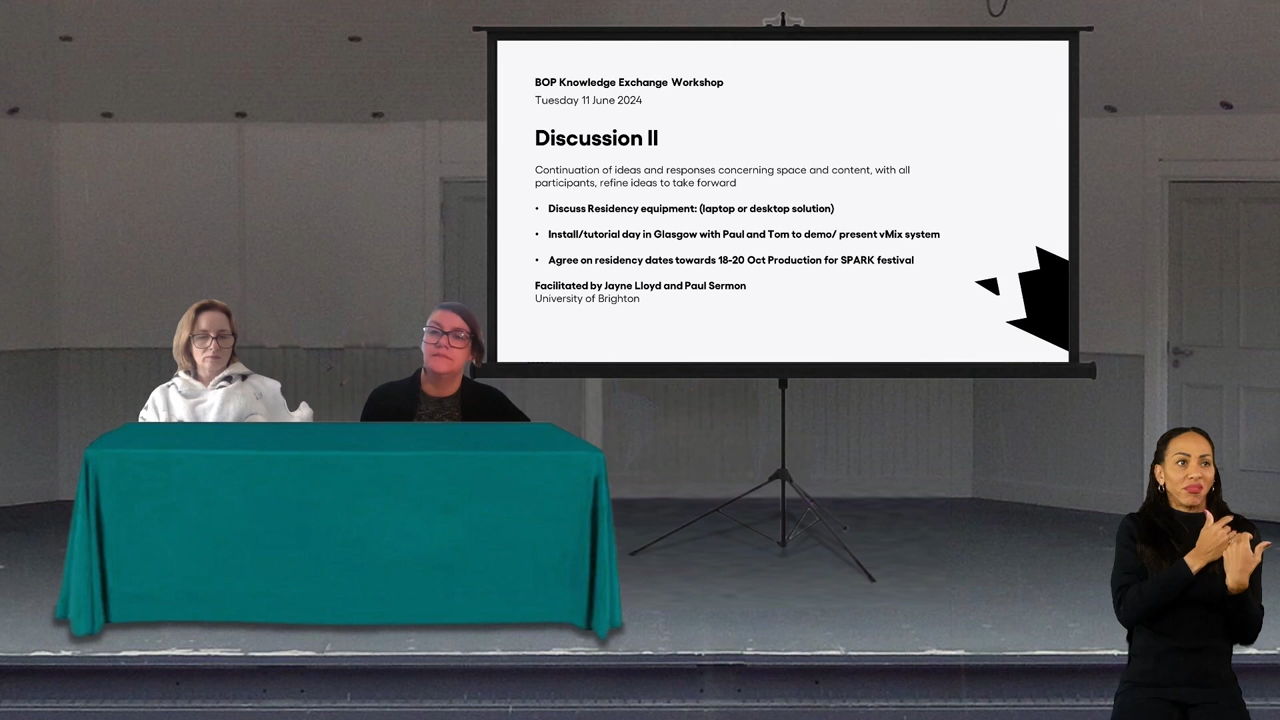 BOP Knowledge Exchange Workshop
Tuesday 11 June 2024
Discussion II
Continuation of ideas and responses concerning space and content, with all
participants, refine ideas to take forward
• Discuss Residency equipment: (laptop or desktop solution)
• Install/tutorial day in Glasgow with Paul and Tom to demo/ present vMix system
• Agree on residency dates towards 18-20 Oct Production for SPARK festival
Facilitated by Jayne Lloyd and Paul Sermon
University of Brighton